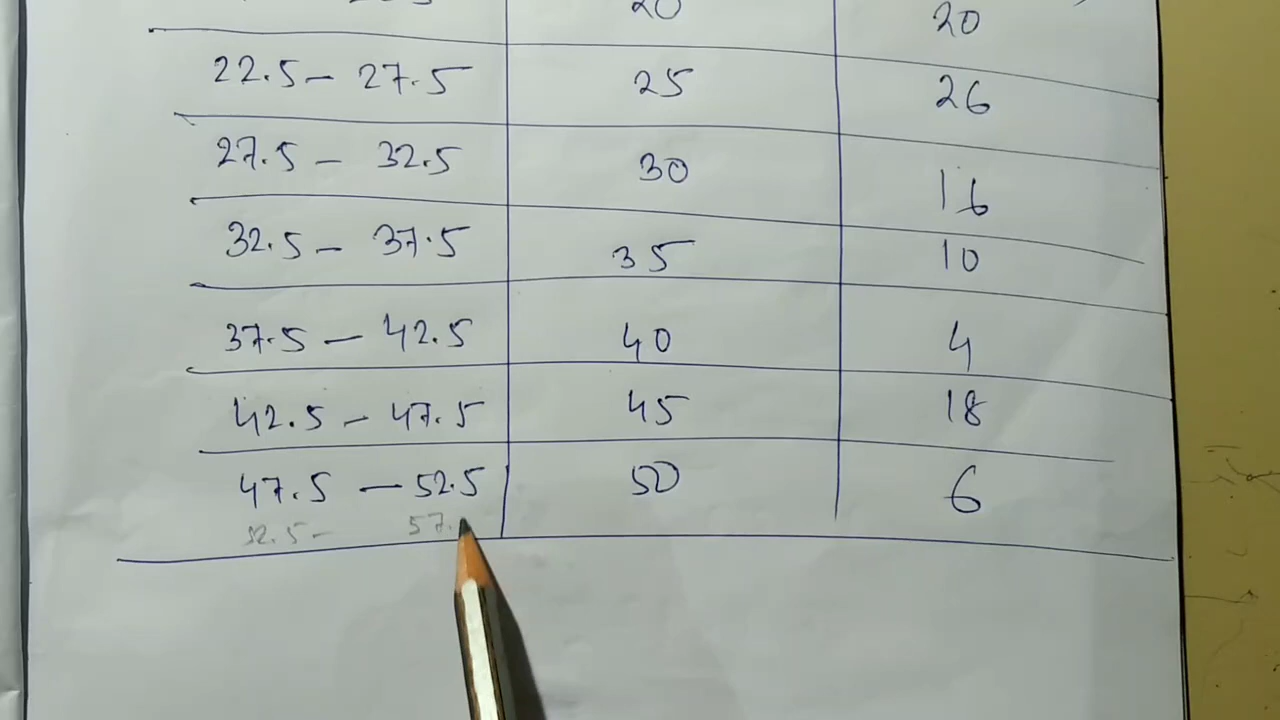 20 20
22.5 - 27.5 25 26
27.5 - 32.5 30 16
32.5 - 37.5 35 10
37.5 - 42.5 40 4
42.5 - 47.5 45 18
47.5 - 52.5 50 6
52.5 - 57.